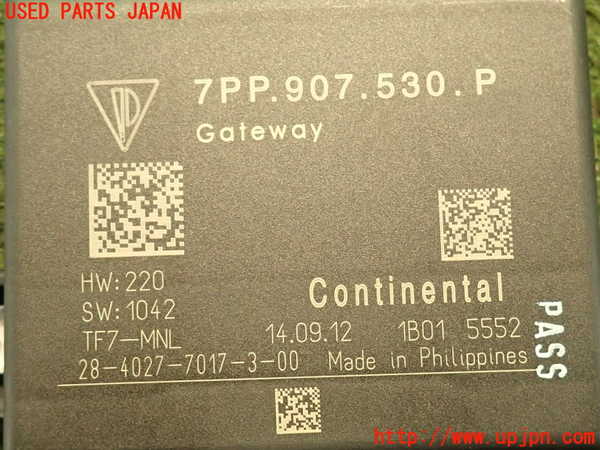 USED PARTS JAPAN
7PP.907.530.P
Gateway
HW:220
SW:1042
Continental
TF7-MNL
14.09.12
1B01 5552
28-4027-7017-3-00
Made in Philippines
PASS
http://www.upjpn.com/